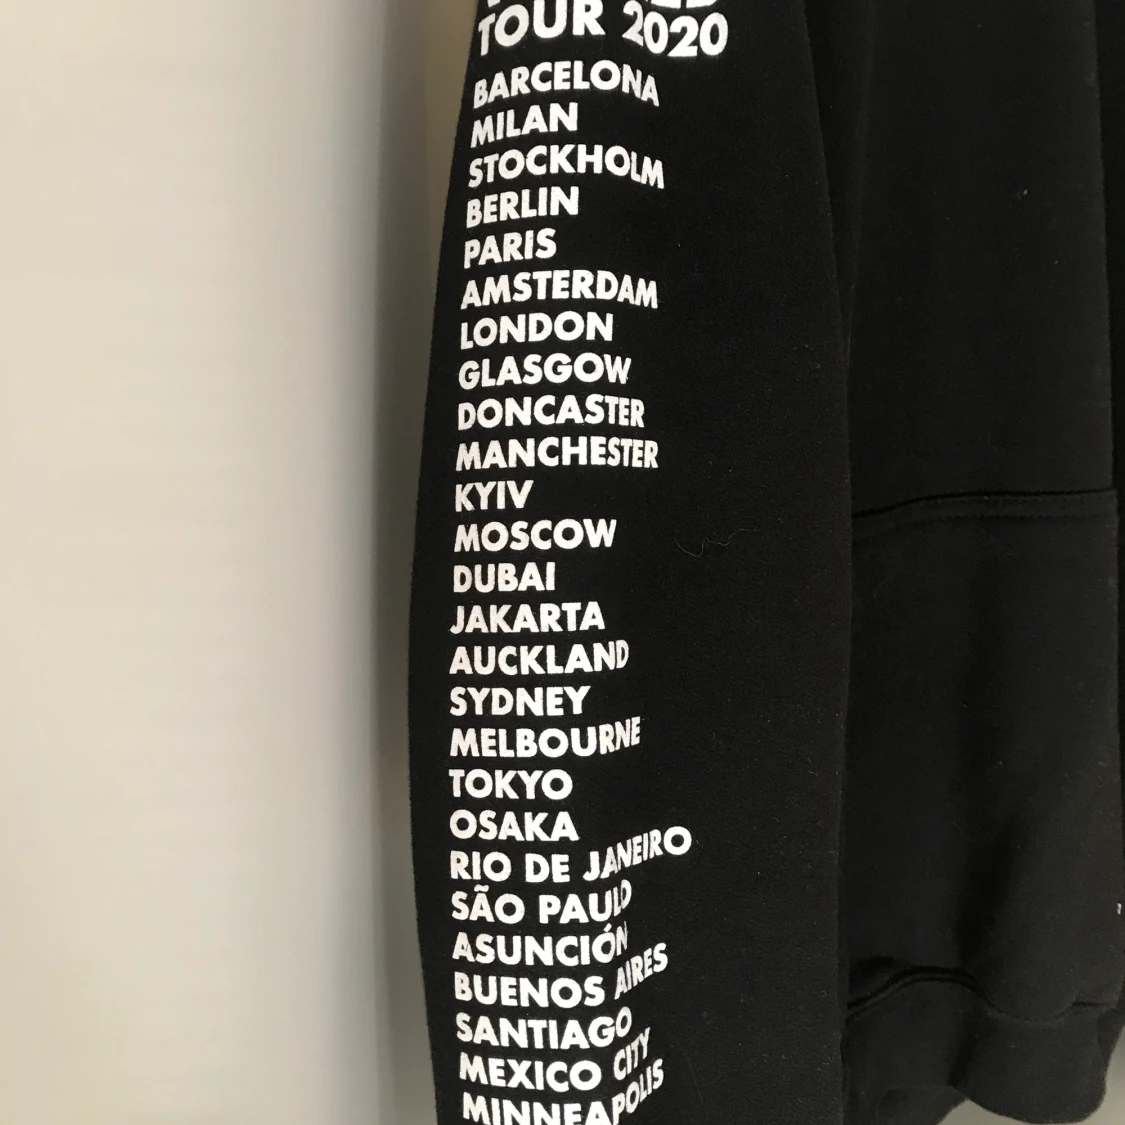 TOUR 2020
BARCELONA
MILAN
STOCKHOLM
BERLIN
PARIS
AMSTERDAM
LONDON
GLASGOW
DONCASTER
MANCHESTER
KYIV
MOSCOW
DUBAI
JAKARTA
AUCKLAND
SYDNEY
MELBOURNE
TOKYO
OSAKA
RIO DE JANEIRO
SÃO PAULO
ASUNCIÓN
BUENOS AIRES
SANTIAGO
MEXICO CITY
MINNEAPOLIS